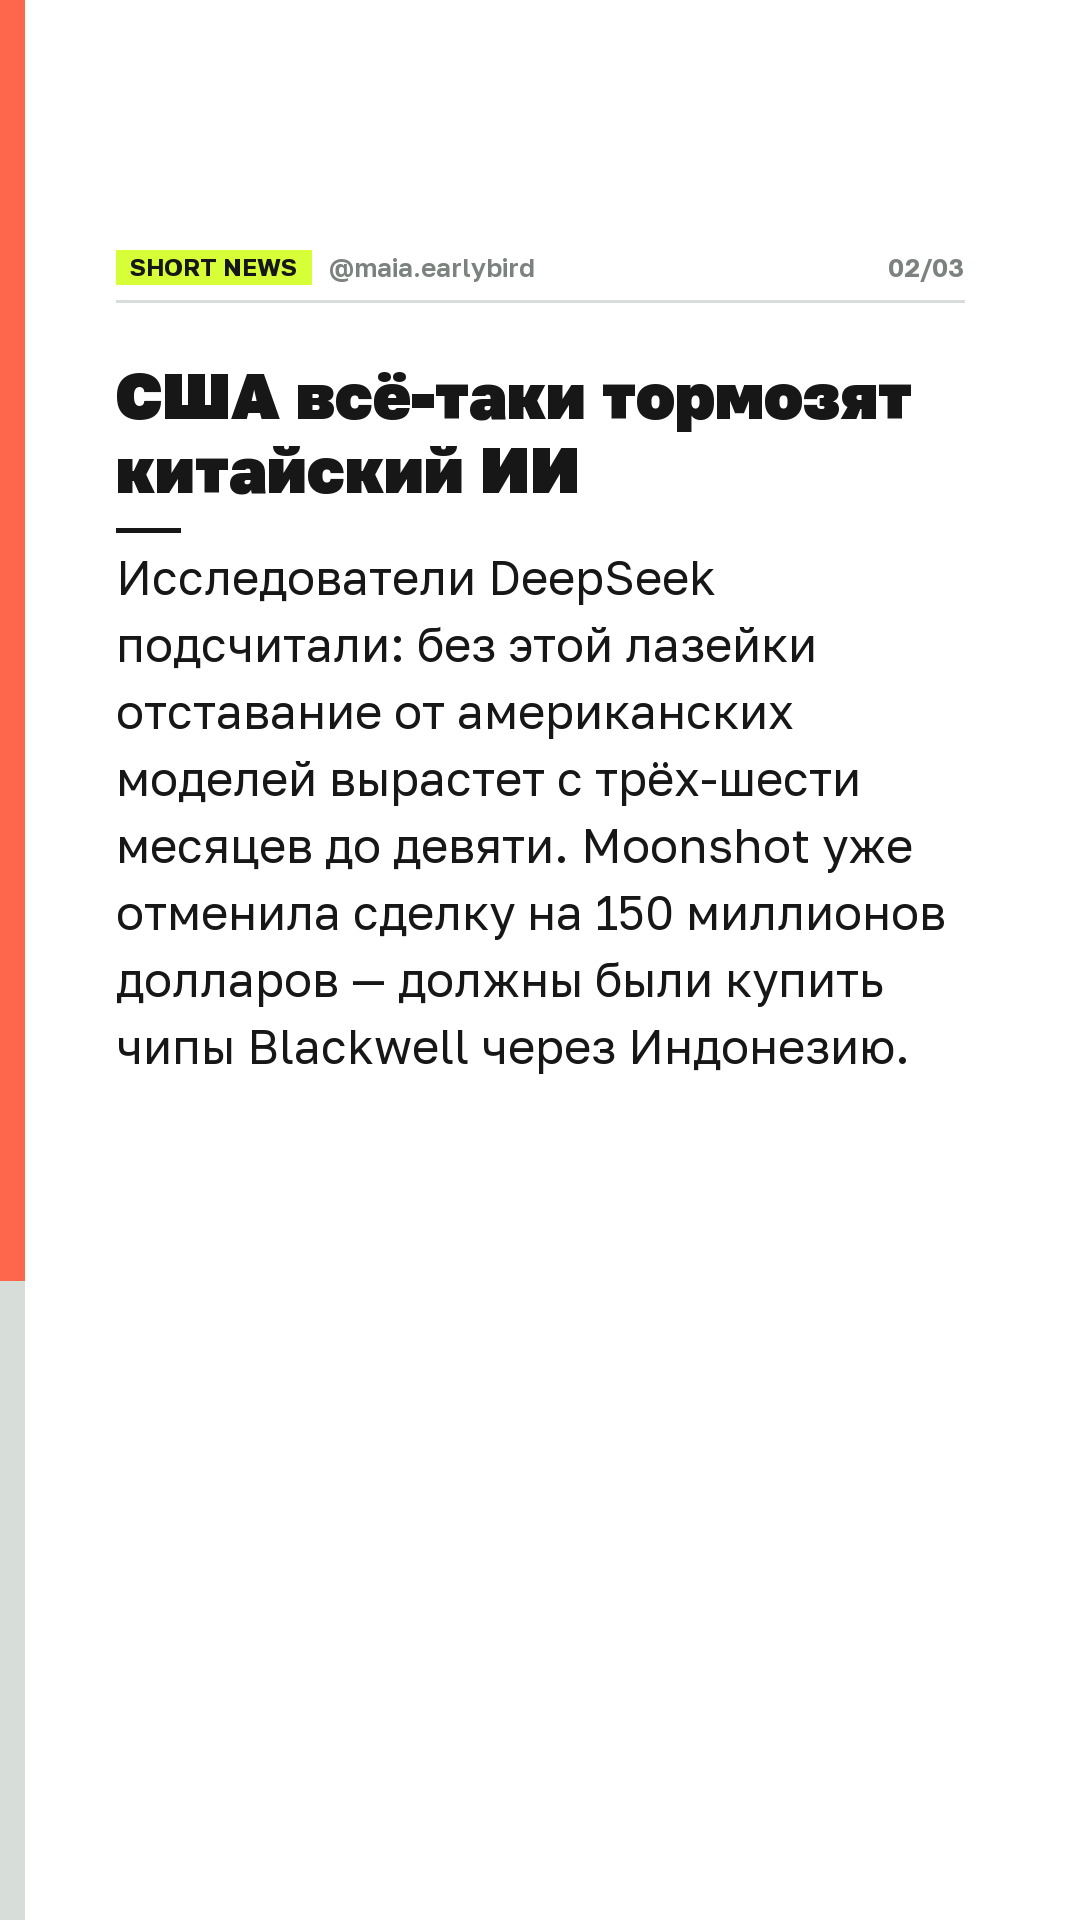 SHORT NEWS @maia.earlybird 02/03
США всё-таки тормозят
китайский ИИ
Исследователи DeepSeek
подсчитали: без этой лазейки
отставание от американских
моделей вырастет с трёх-шести
месяцев до девяти. Moonshot уже
отменила сделку на 150 миллионов
долларов — должны были купить
чипы Blackwell через Индонезию.